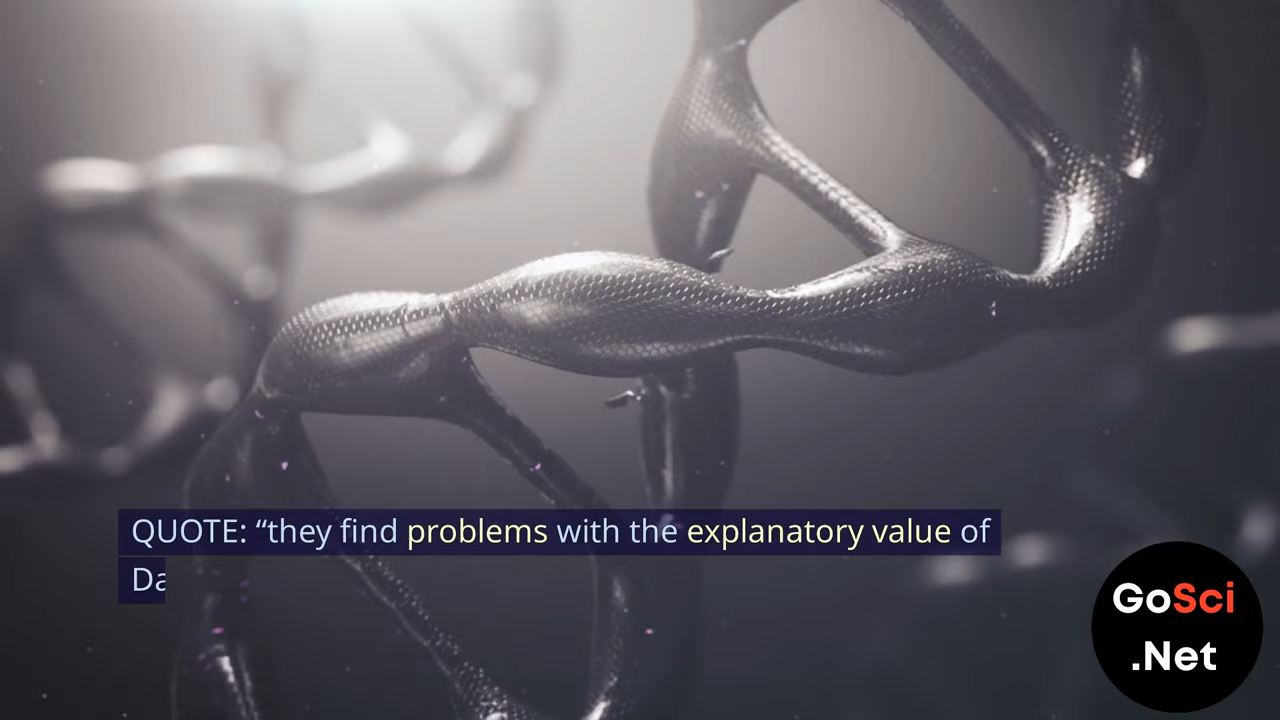 QUOTE: “they find problems with the explanatory value of
Da
GoSci
.Net